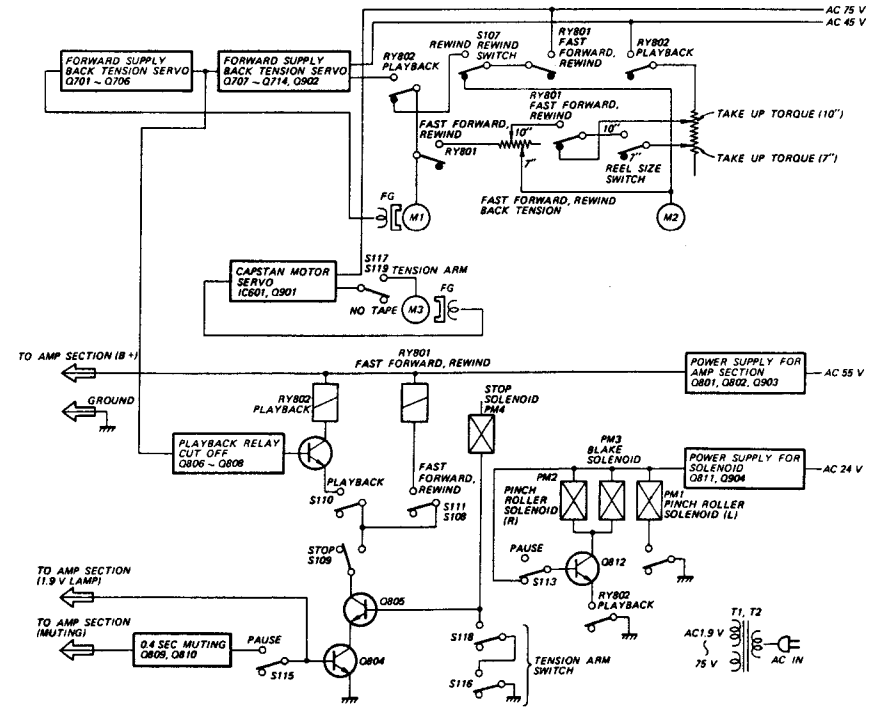 AC 75 V
AC 45 V
FORWARD SUPPLY
BACK TENSION SERVO
Q701 ~ Q706
FORWARD SUPPLY
BACK TENSION SERVO
Q707 ~ Q714, Q902
RY802
PLAYBACK
REWIND
S107
REWIND
SWITCH
RY801
FAST
FORWARD,
REWIND
RY802
PLAYBACK
RY801
FAST FORWARD,
REWIND
FAST FORWARD,
REWIND
RY801
10"
7"
10"
7"
REEL SIZE
SWITCH
TAKE UP TORQUE (10")
TAKE UP TORQUE (7")
FAST FORWARD, REWIND
BACK TENSION
FG
M1
M2
CAPSTAN MOTOR
SERVO
IC601, Q901
S117
S119
TENSION ARM
NO TAPE
M3
FG
TO AMP SECTION (B +)
GROUND
RY801
FAST FORWARD, REWIND
RY802
PLAYBACK
STOP
SOLENOID
PM4
POWER SUPPLY FOR
AMP SECTION
Q801, Q802, Q903
AC 55 V
PLAYBACK RELAY
CUT OFF
Q806 ~ Q808
PLAYBACK
S110
FAST
FORWARD,
REWIND
S111
S108
PM3
BLAKE
SOLENOID
POWER SUPPLY FOR
SOLENOID
Q811, Q904
AC 24 V
PM2
PINCH
ROLLER
SOLENOID
(R)
PM1
PINCH ROLLER
SOLENOID (L)
STOP
S109
PAUSE
S113
Q812
RY802
PLAYBACK
TO AMP SECTION
(1.9 V LAMP)
TO AMP SECTION
(MUTING)
0.4 SEC MUTING
Q809, Q810
PAUSE
S115
Q805
Q804
S118
S116
TENSION ARM
SWITCH
T1, T2
AC1.9 V
75 V
AC IN